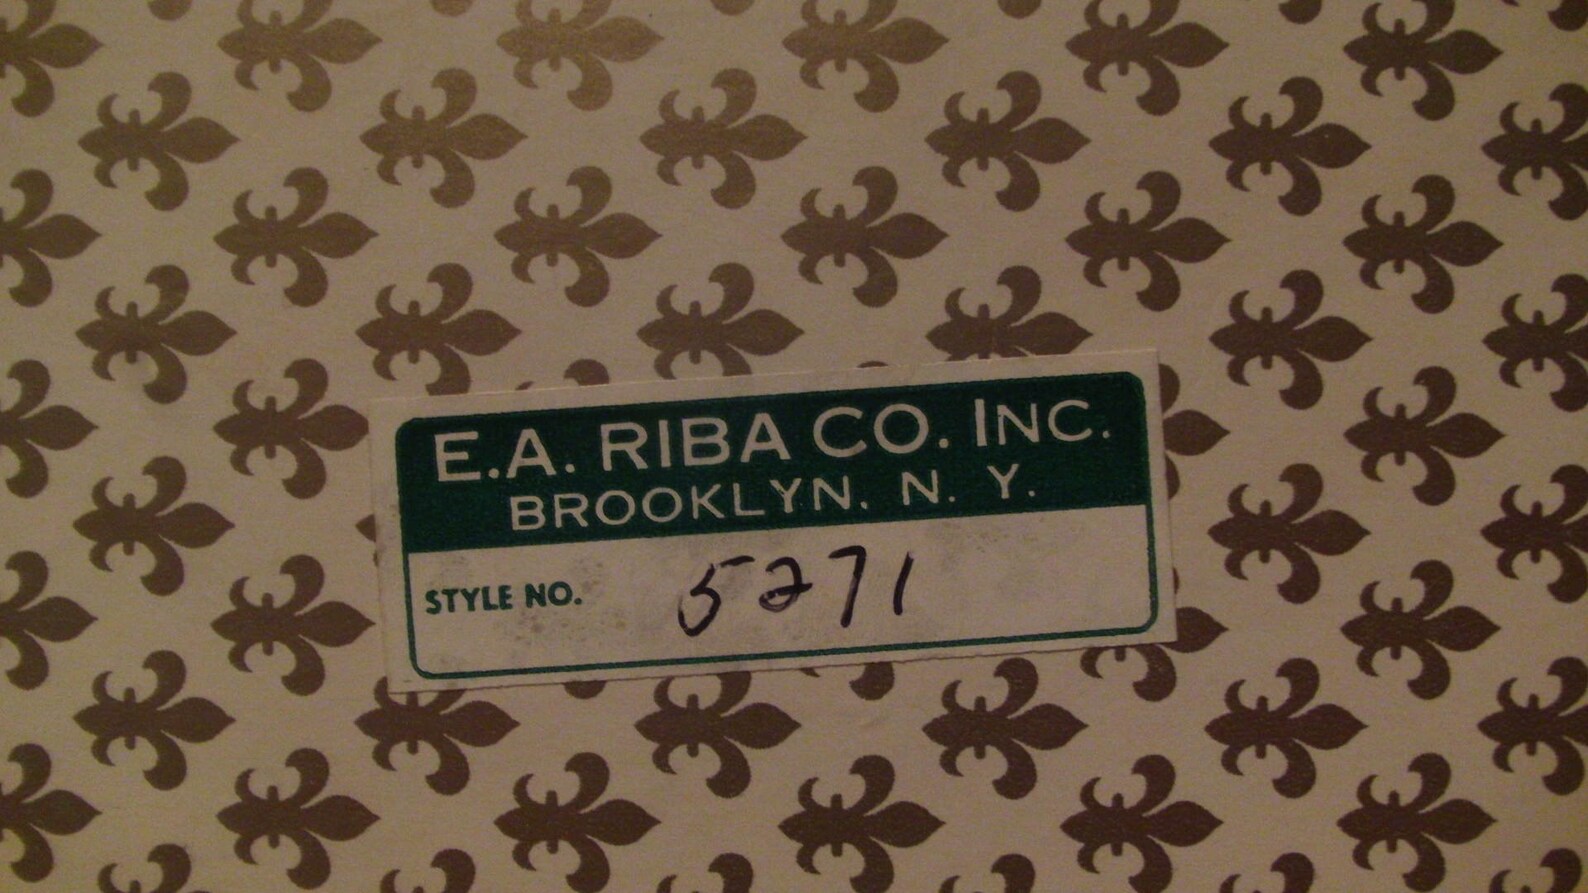 E.A. RIBA CO. INC.
BROOKLYN, N. Y.
STYLE NO. 5271